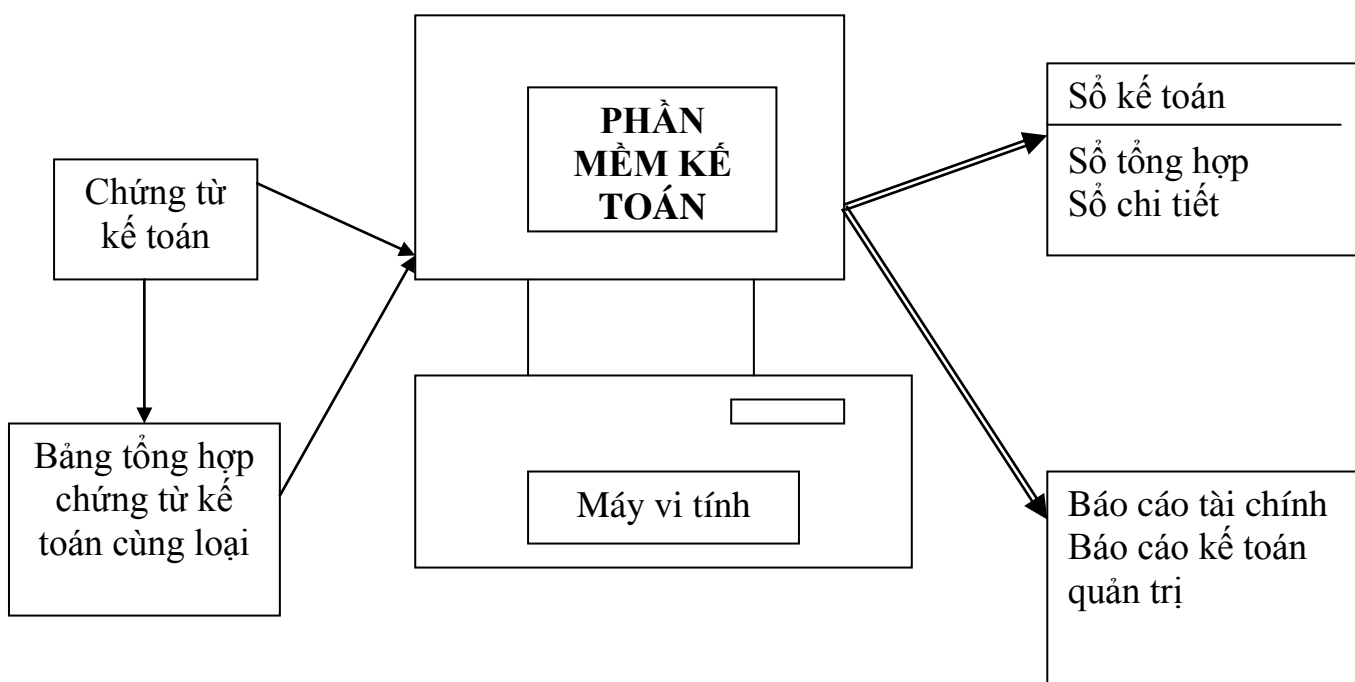 Chứng từ
kế toán
Bảng tổng hợp
chứng từ kế
toán cùng loại
PHẦN
MỀM KẾ
TOÁN
Máy vi tính
Sổ kế toán
Sổ tổng hợp
Sổ chi tiết
Báo cáo tài chính
Báo cáo kế toán
quản trị